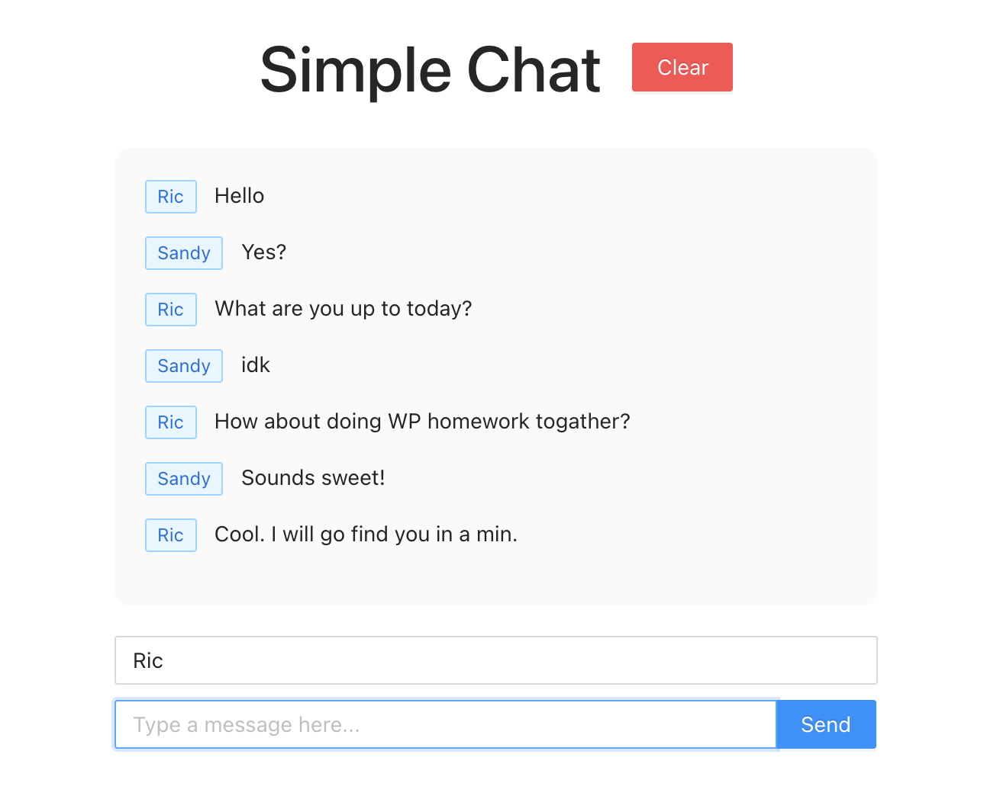 Simple Chat Clear
Ric Hello
Sandy Yes?
Ric What are you up to today?
Sandy idk
Ric How about doing WP homework togather?
Sandy Sounds sweet!
Ric Cool. I will go find you in a min.
Ric
Type a message here... Send